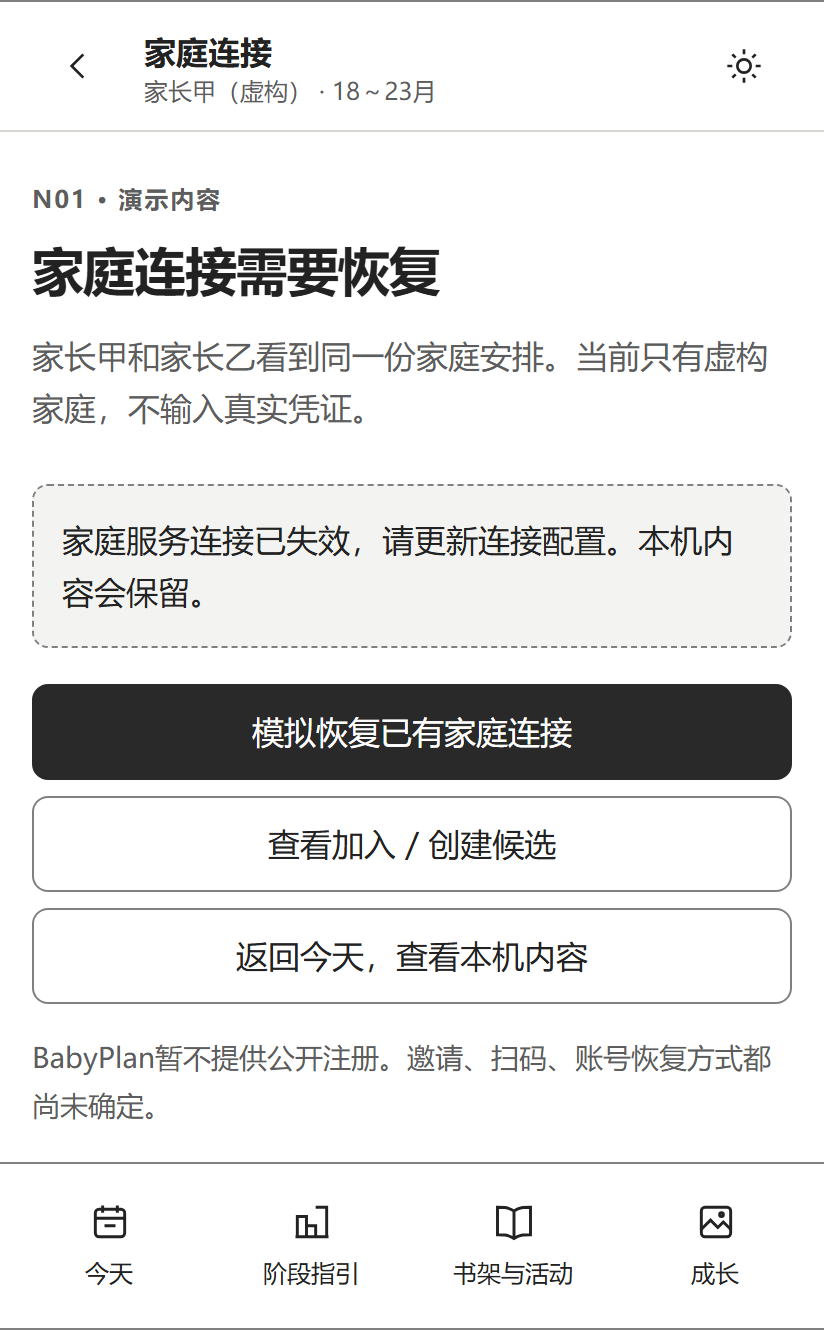 家庭连接
家长甲（虚构） · 18～23月
N01 • 演示内容
家庭连接需要恢复
家长甲和家长乙看到同一份家庭安排。当前只有虚构
家庭，不输入真实凭证。
家庭服务连接已失效，请更新连接配置。本机内
容会保留。
模拟恢复已有家庭连接
查看加入 / 创建候选
返回今天，查看本机内容
BabyPlan暂不提供公开注册。邀请、扫码、账号恢复方式都
尚未确定。
今天
阶段指引
书架与活动
成长